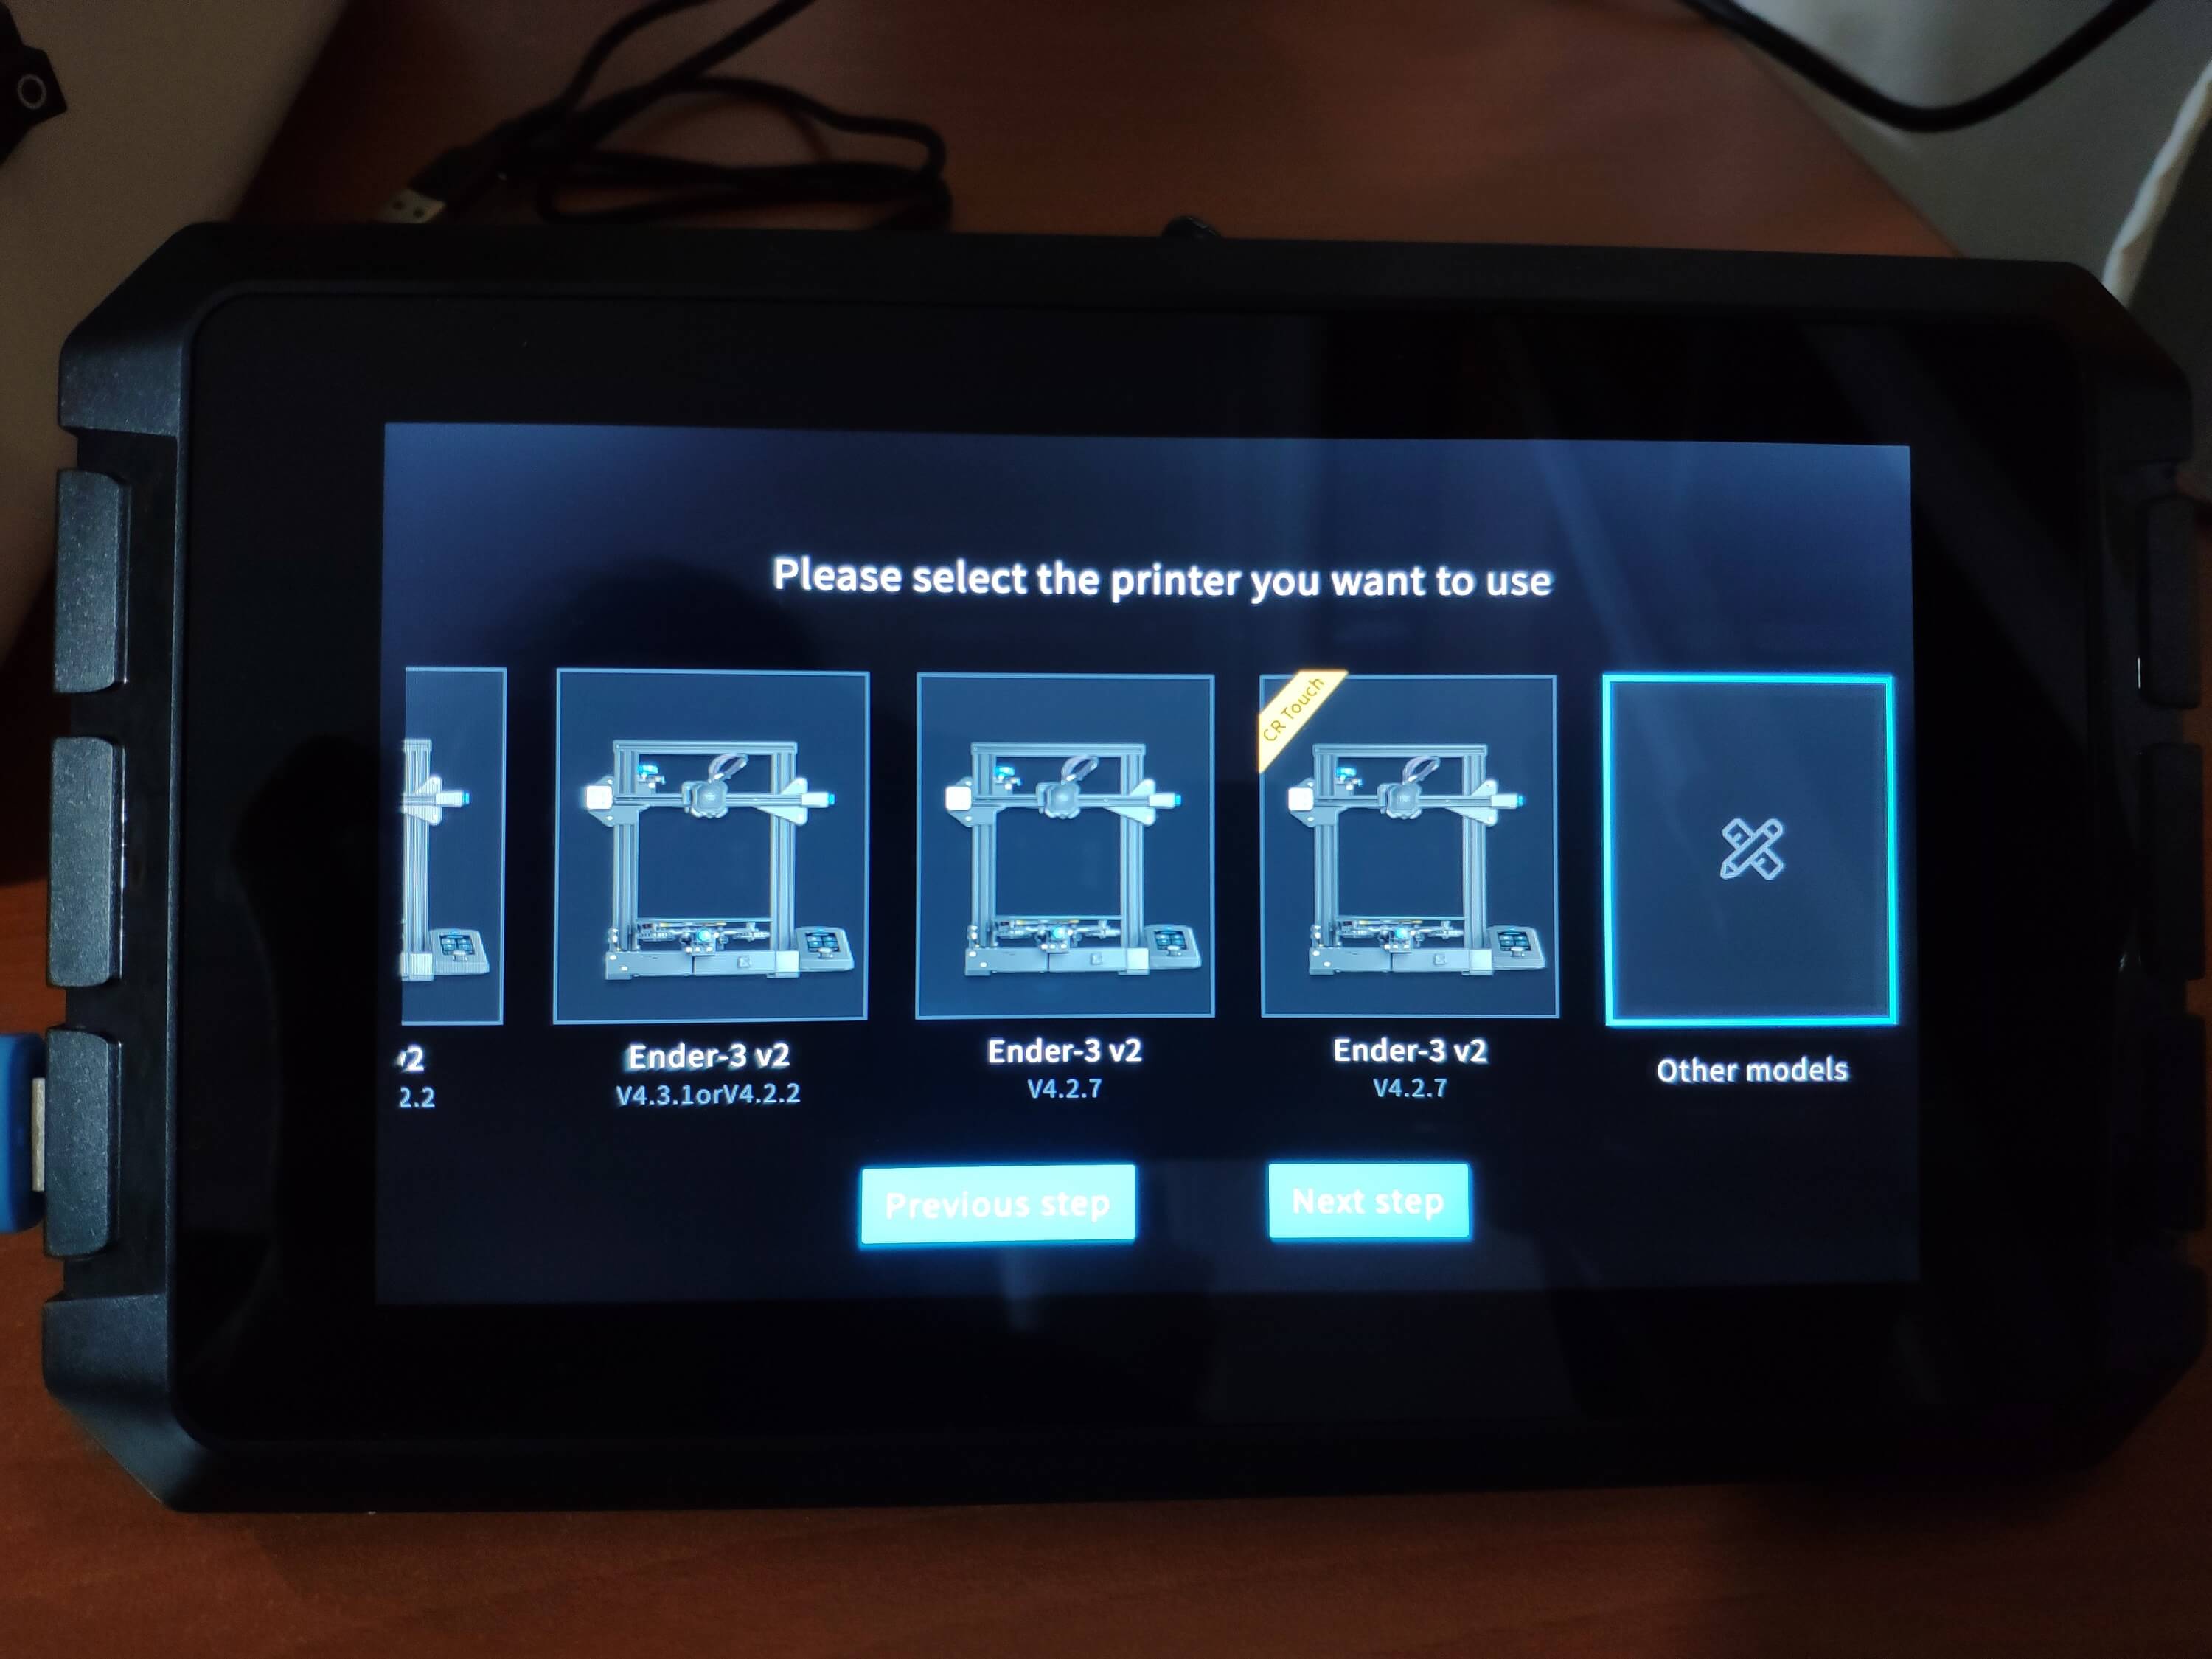 Please select the printer you want to use
CR Touch
v2
2.2
Ender-3 v2
V4.3.1orV4.2.2
Ender-3 v2
V4.2.7
Ender-3 v2
V4.2.7
Other models
Previous step
Next step